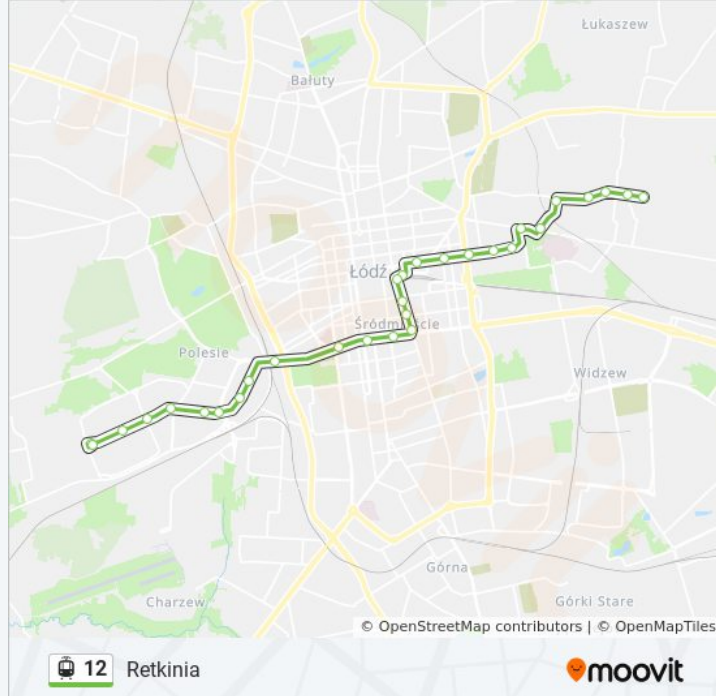 Łukaszew
Bałuty
Łódź
Śródmieście
Polesie
Widzew
Górna
Charzew
Górki Stare
© OpenStreetMap contributors | © OpenMapTiles
12 Retkinia
moovit